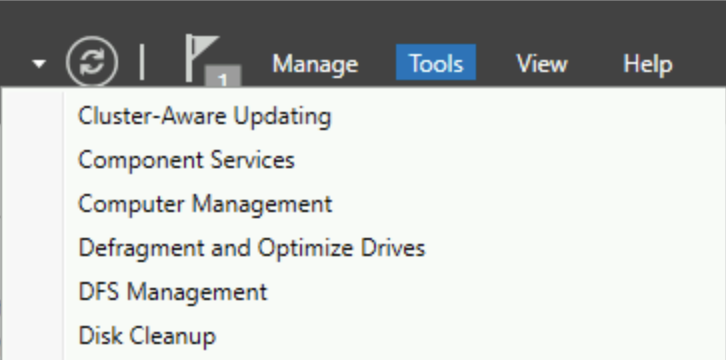 1
Manage Tools View Help
Cluster-Aware Updating
Component Services
Computer Management
Defragment and Optimize Drives
DFS Management
Disk Cleanup